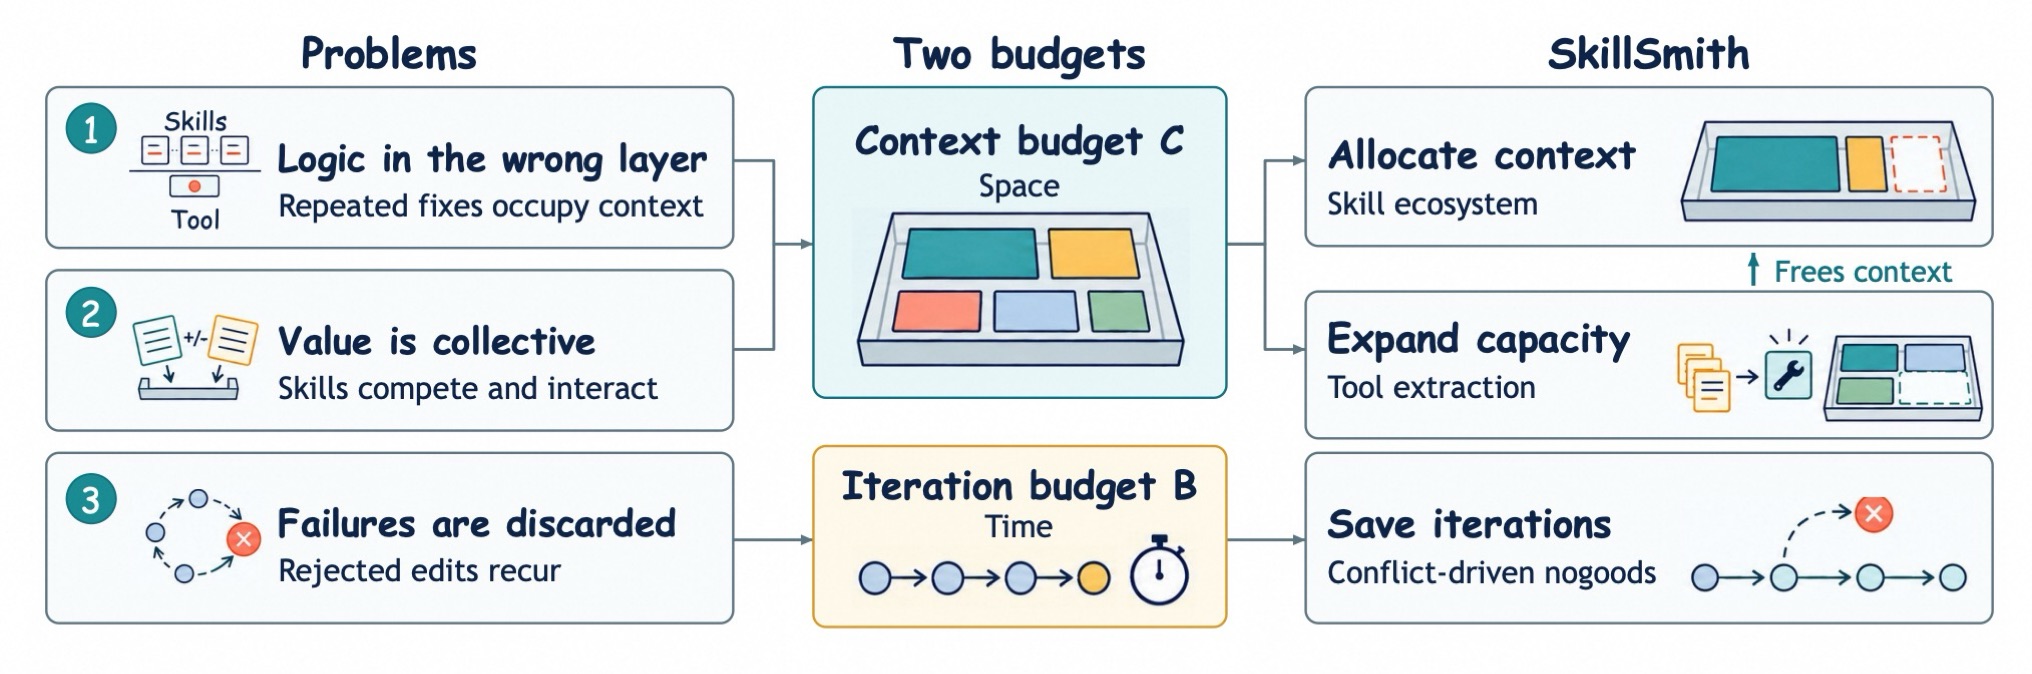 Problems
1
Skills
Tool
Logic in the wrong layer
Repeated fixes occupy context
2
+/-
Value is collective
Skills compete and interact
3
Failures are discarded
Rejected edits recur
Two budgets
Context budget C
Space
Iteration budget B
Time
SkillSmith
Allocate context
Skill ecosystem
Frees context
Expand capacity
Tool extraction
Save iterations
Conflict-driven nogoods